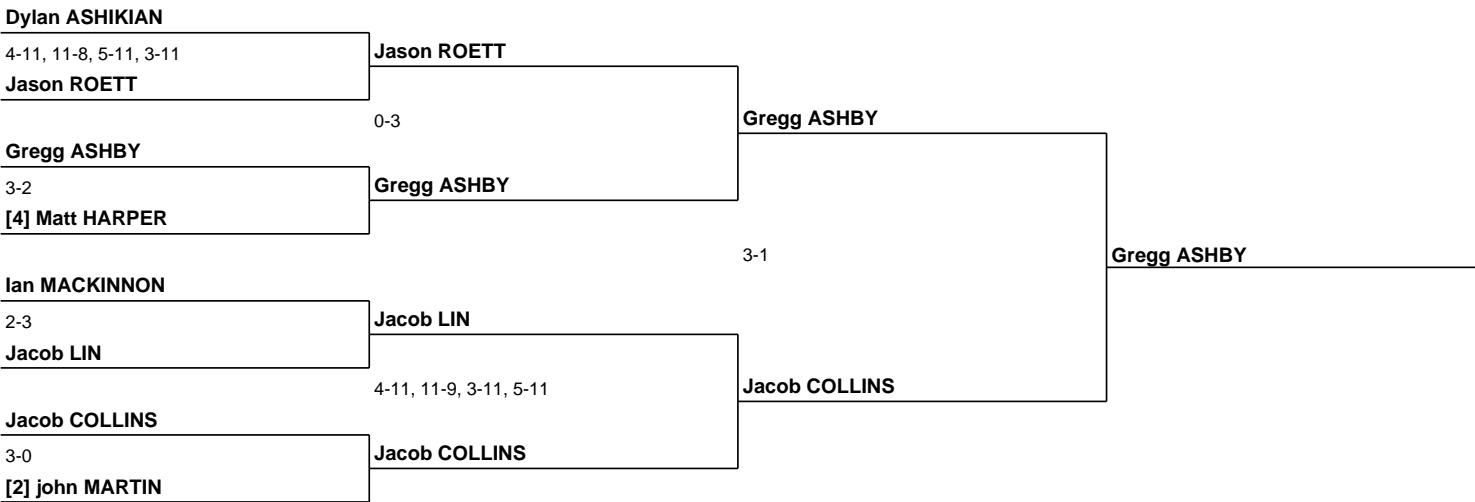 Dylan ASHIKIAN
4-11, 11-8, 5-11, 3-11
Jason ROETT
Jason ROETT
0-3
Gregg ASHBY
Gregg ASHBY
3-2
Gregg ASHBY
[4] Matt HARPER
3-1
Gregg ASHBY
Ian MACKINNON
2-3
Jacob LIN
Jacob LIN
4-11, 11-9, 3-11, 5-11
Jacob COLLINS
Jacob COLLINS
3-0
Jacob COLLINS
[2] john MARTIN